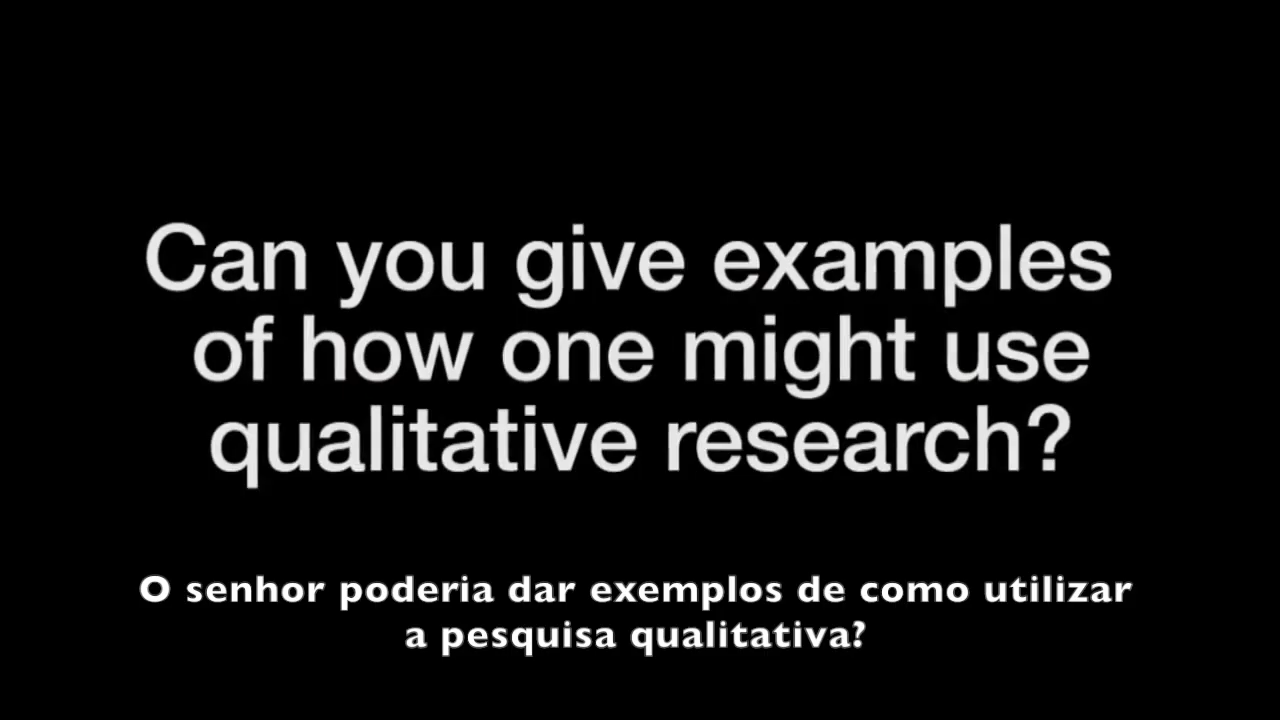 Can you give examples
of how one might use
qualitative research?
O senhor poderia dar exemplos de como utilizar
a pesquisa qualitativa?